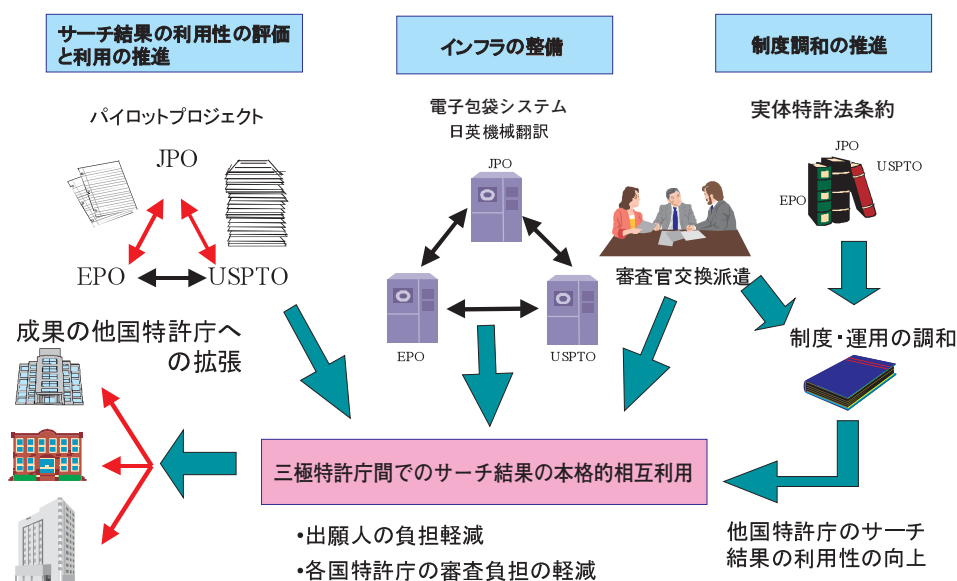 サーチ結果の利用性の評価
と利用の推進
インフラの整備
制度調和の推進
パイロットプロジェクト
JPO
EPO
USPTO
電子包袋システム
日英機械翻訳
JPO
EPO
USPTO
審査官交換派遣
実体特許法条約
JPO
USPTO
EPO
制度・運用の調和
成果の他国特許庁へ
の拡張
三極特許庁間でのサーチ結果の本格的相互利用
•出願人の負担軽減
•各国特許庁の審査負担の軽減
他国特許庁のサーチ
結果の利用性の向上